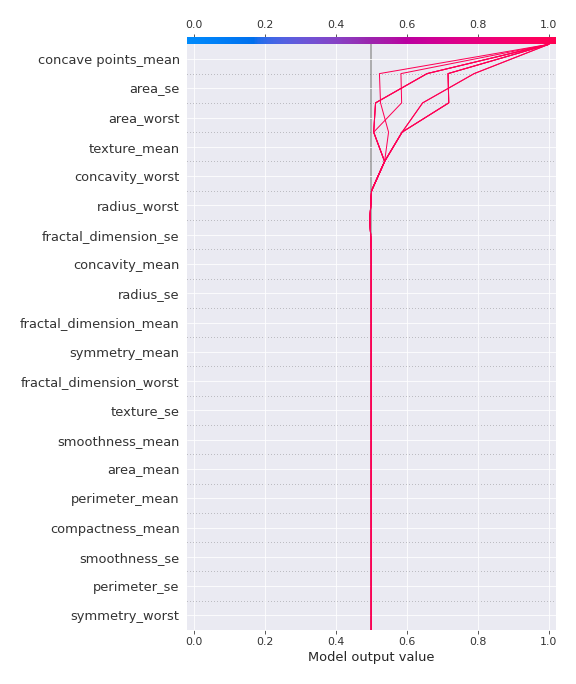 0.0 0.2 0.4 0.6 0.8 1.0
concave points_mean
area_se
area_worst
texture_mean
concavity_worst
radius_worst
fractal_dimension_se
concavity_mean
radius_se
fractal_dimension_mean
symmetry_mean
fractal_dimension_worst
texture_se
smoothness_mean
area_mean
perimeter_mean
compactness_mean
smoothness_se
perimeter_se
symmetry_worst
0.0 0.2 0.4 0.6 0.8 1.0
Model output value